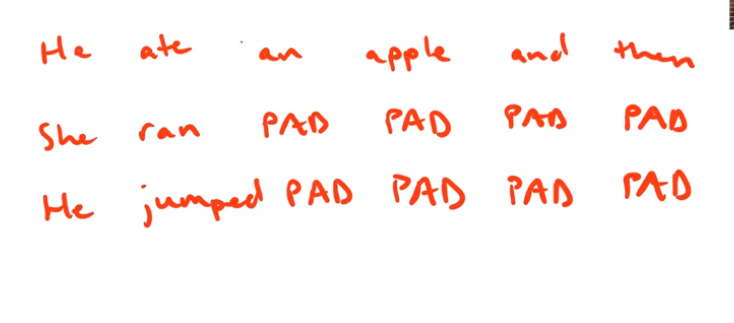 He ate an apple and then
She ran PAD PAD PAD PAD
He jumped PAD PAD PAD PAD